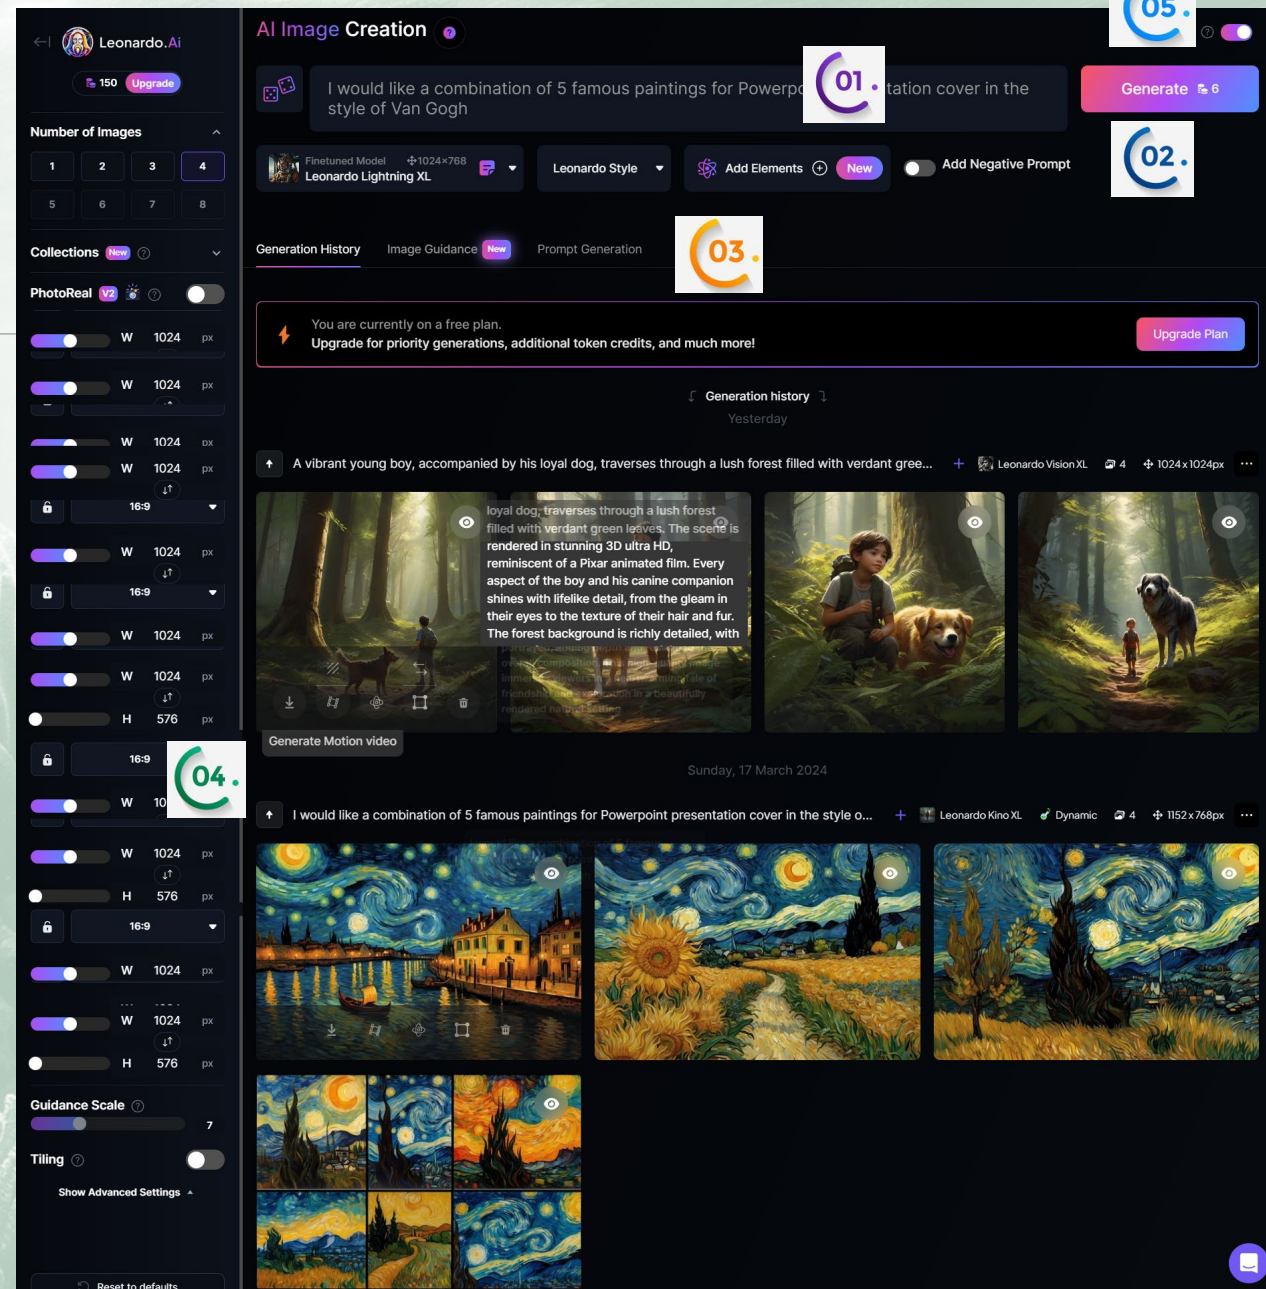 05.
Leonardo.Ai
150 Upgrade
Number of Images
1 2 3 4
5 6 7 8
Collections New ?
PhotoReal V2 ?
W 1024 px
W 1024 px
W 1024 px
W 1024 px
16:9
W 1024 px
16:9
W 1024 px
W 1024 px
H 576 px
16:9
04.
W 10
W 1024 px
H 576 px
16:9
W 1024 px
W 1024 px
H 576 px
Guidance Scale ?
7
Tiling ?
Show Advanced Settings
Reset to defaults
AI Image Creation ?
?
I would like a combination of 5 famous paintings for Powerp 01. tation cover in the
style of Van Gogh
Generate 6
02.
Finetuned Model 1024×768
Leonardo Lightning XL
Leonardo Style
Add Elements New
Add Negative Prompt
Generation History Image Guidance New Prompt Generation
03.
You are currently on a free plan.
Upgrade for priority generations, additional token credits, and much more!
Upgrade Plan
Generation history
Yesterday
A vibrant young boy, accompanied by his loyal dog, traverses through a lush forest filled with verdant gree... Leonardo Vision XL 4 1024 x 1024px ...
loyal dog, traverses through a lush forest
filled with verdant green leaves. The scene is
rendered in stunning 3D ultra HD,
reminiscent of a Pixar animated film. Every
aspect of the boy and his canine companion
shines with lifelike detail, from the gleam in
their eyes to the texture of their hair and fur.
The forest background is richly detailed, with
rendered natural setting
Generate Motion video
Sunday, 17 March 2024
I would like a combination of 5 famous paintings for Powerpoint presentation cover in the style o... Leonardo Kino XL Dynamic 4 1152 x 768px ...